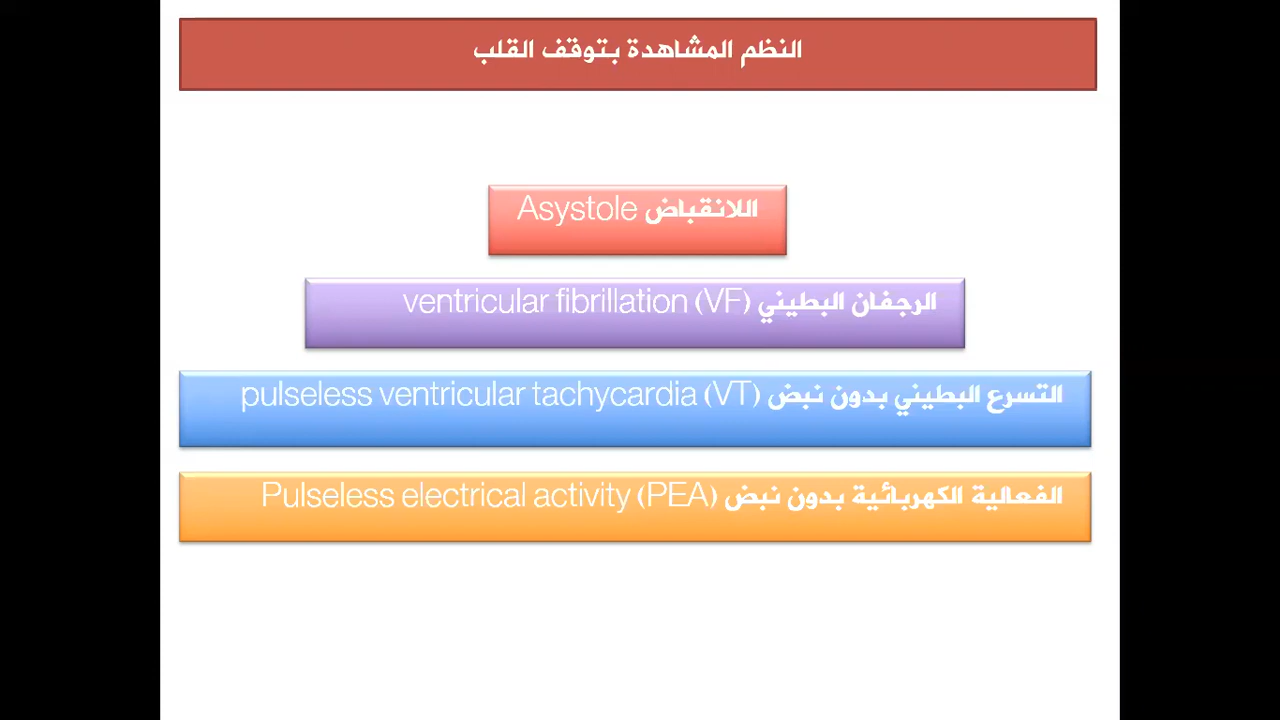 النظم المشاهدة بتوقف القلب
اللانقباض Asystole
الرجفان البطيني ventricular fibrillation (VF)
التسرع البطيني بدون نبض pulseless ventricular tachycardia (VT)
الفعالية الكهربائية بدون نبض Pulseless electrical activity (PEA)